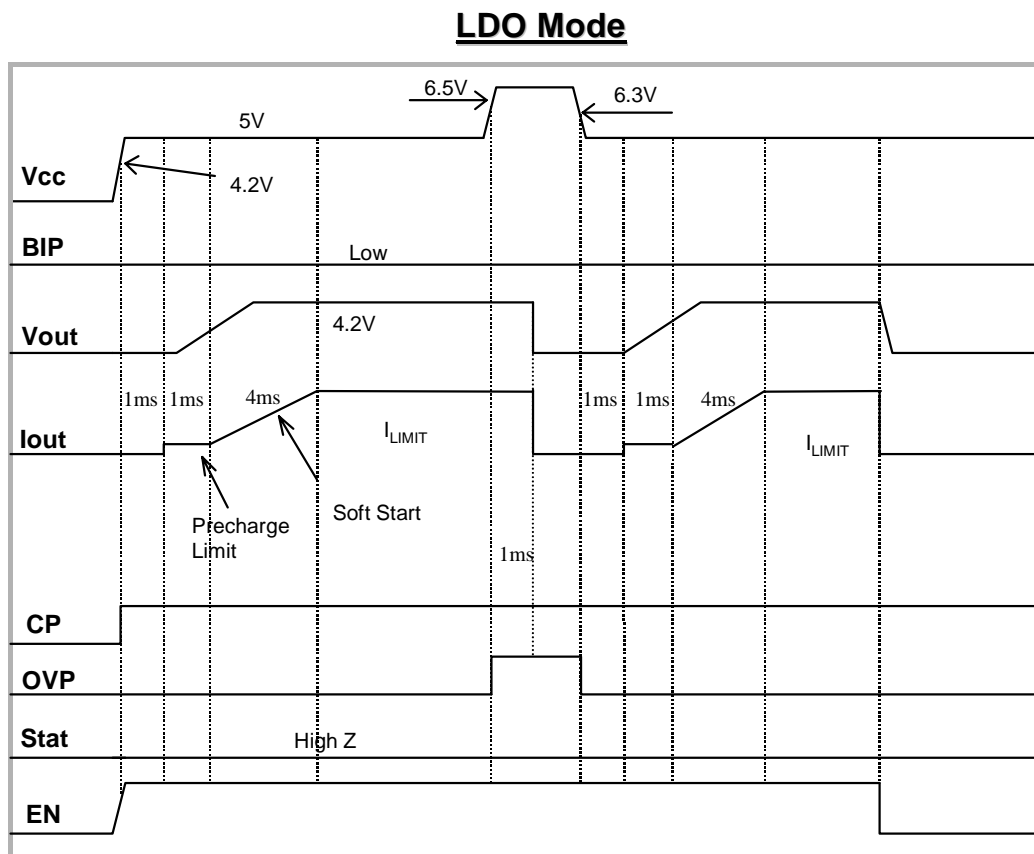 LDO Mode
6.5V
6.3V
5V
Vcc
4.2V
BIP
Low
Vout
4.2V
1ms
1ms
4ms
1ms
1ms
4ms
Iout
ILIMIT
ILIMIT
Precharge
Limit
Soft Start
1ms
CP
OVP
Stat
High Z
EN